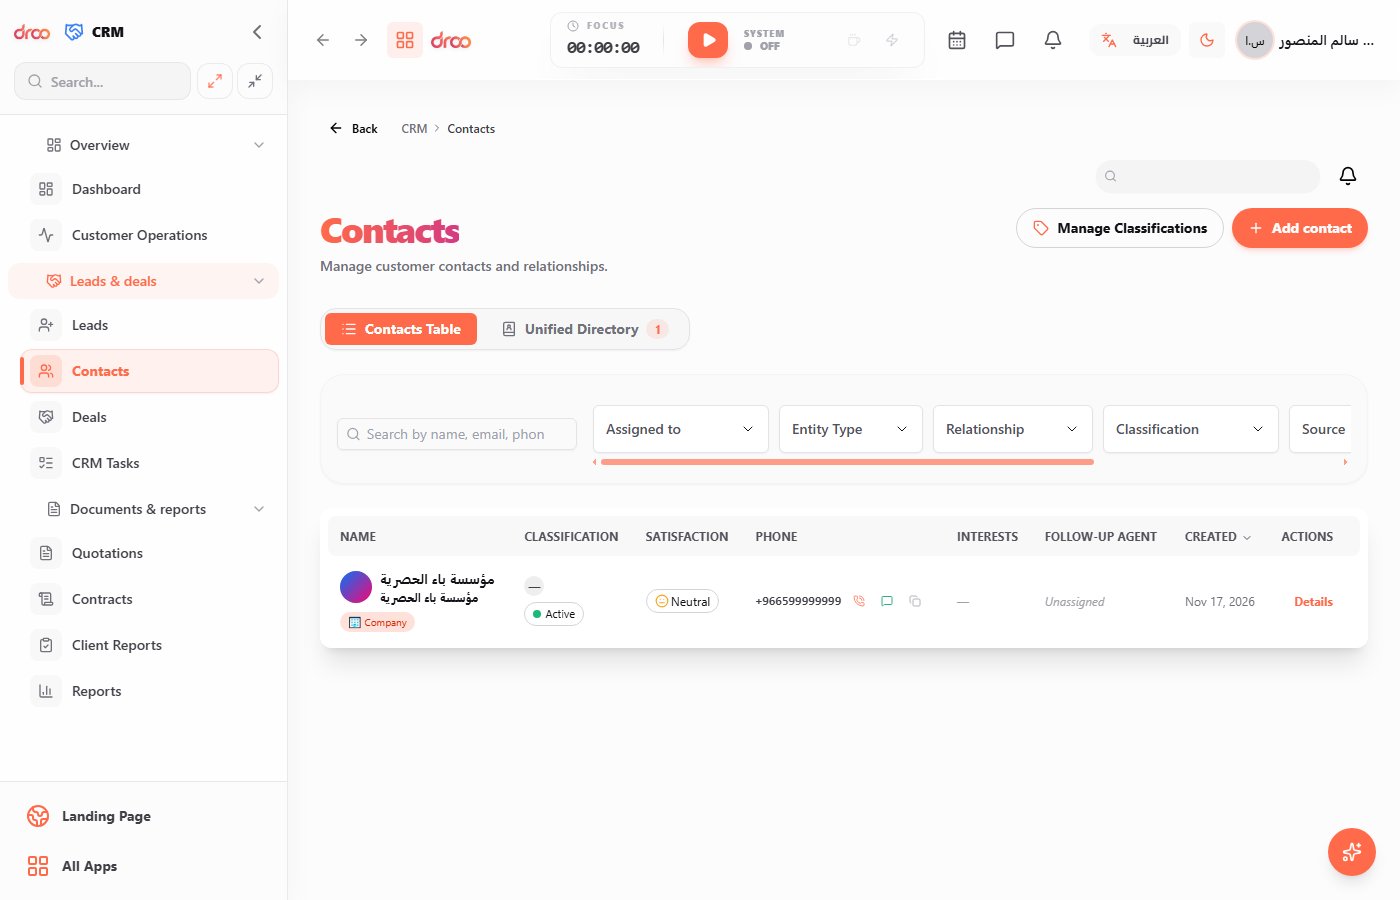 droo CRM
Search...
Overview
Dashboard
Customer Operations
Leads & deals
Leads
Contacts
Deals
CRM Tasks
Documents & reports
Quotations
Contracts
Client Reports
Reports
Landing Page
All Apps
droo
FOCUS
00:00:00
SYSTEM
OFF
العربية
س.ا
سالم المنصور ...
Back CRM > Contacts
Contacts
Manage customer contacts and relationships.
Manage Classifications
+ Add contact
Contacts Table
Unified Directory 1
Search by name, email, phon
Assigned to
Entity Type
Relationship
Classification
Source
NAME CLASSIFICATION SATISFACTION PHONE INTERESTS FOLLOW-UP AGENT CREATED ACTIONS
مؤسسة باء الحصرية
مؤسسة باء الحصرية
Company
—
Active
Neutral
+966599999999
—
Unassigned
Nov 17, 2026
Details